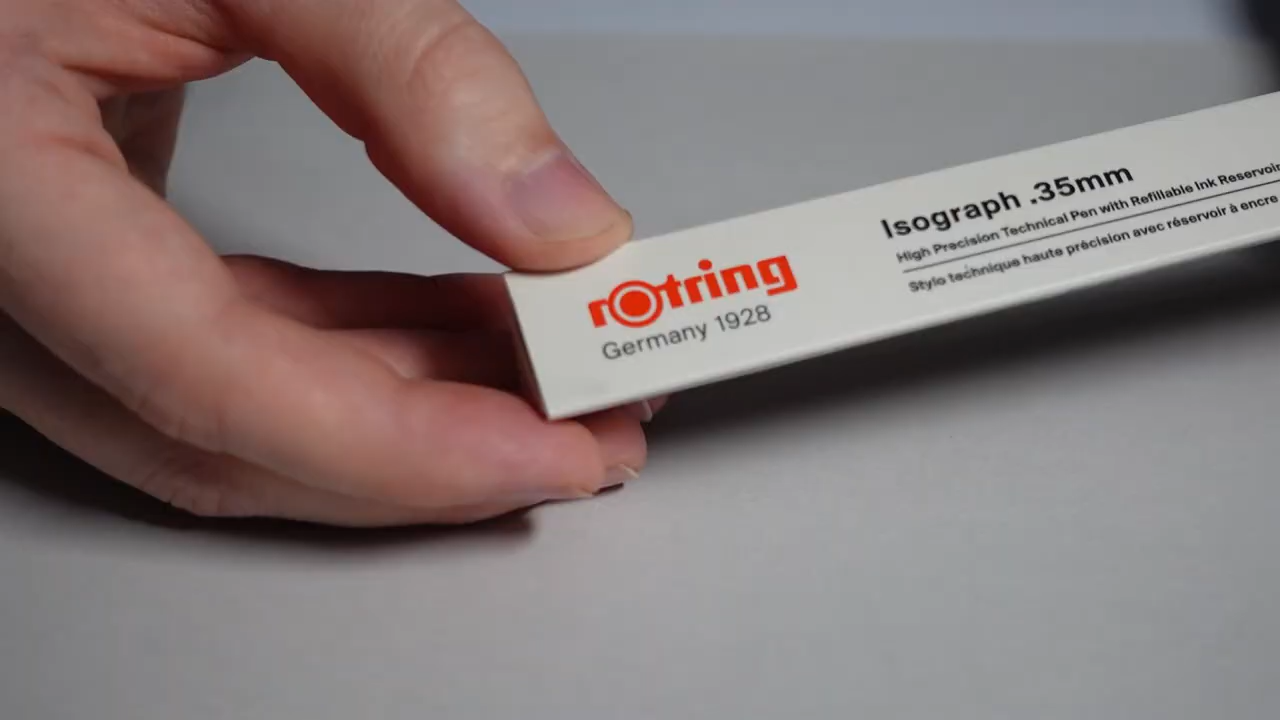 rotring
Germany 1928
Isograph .35mm
High Precision Technical Pen with Refillable Ink Reservoir
Stylo technique haute précision avec réservoir à encre